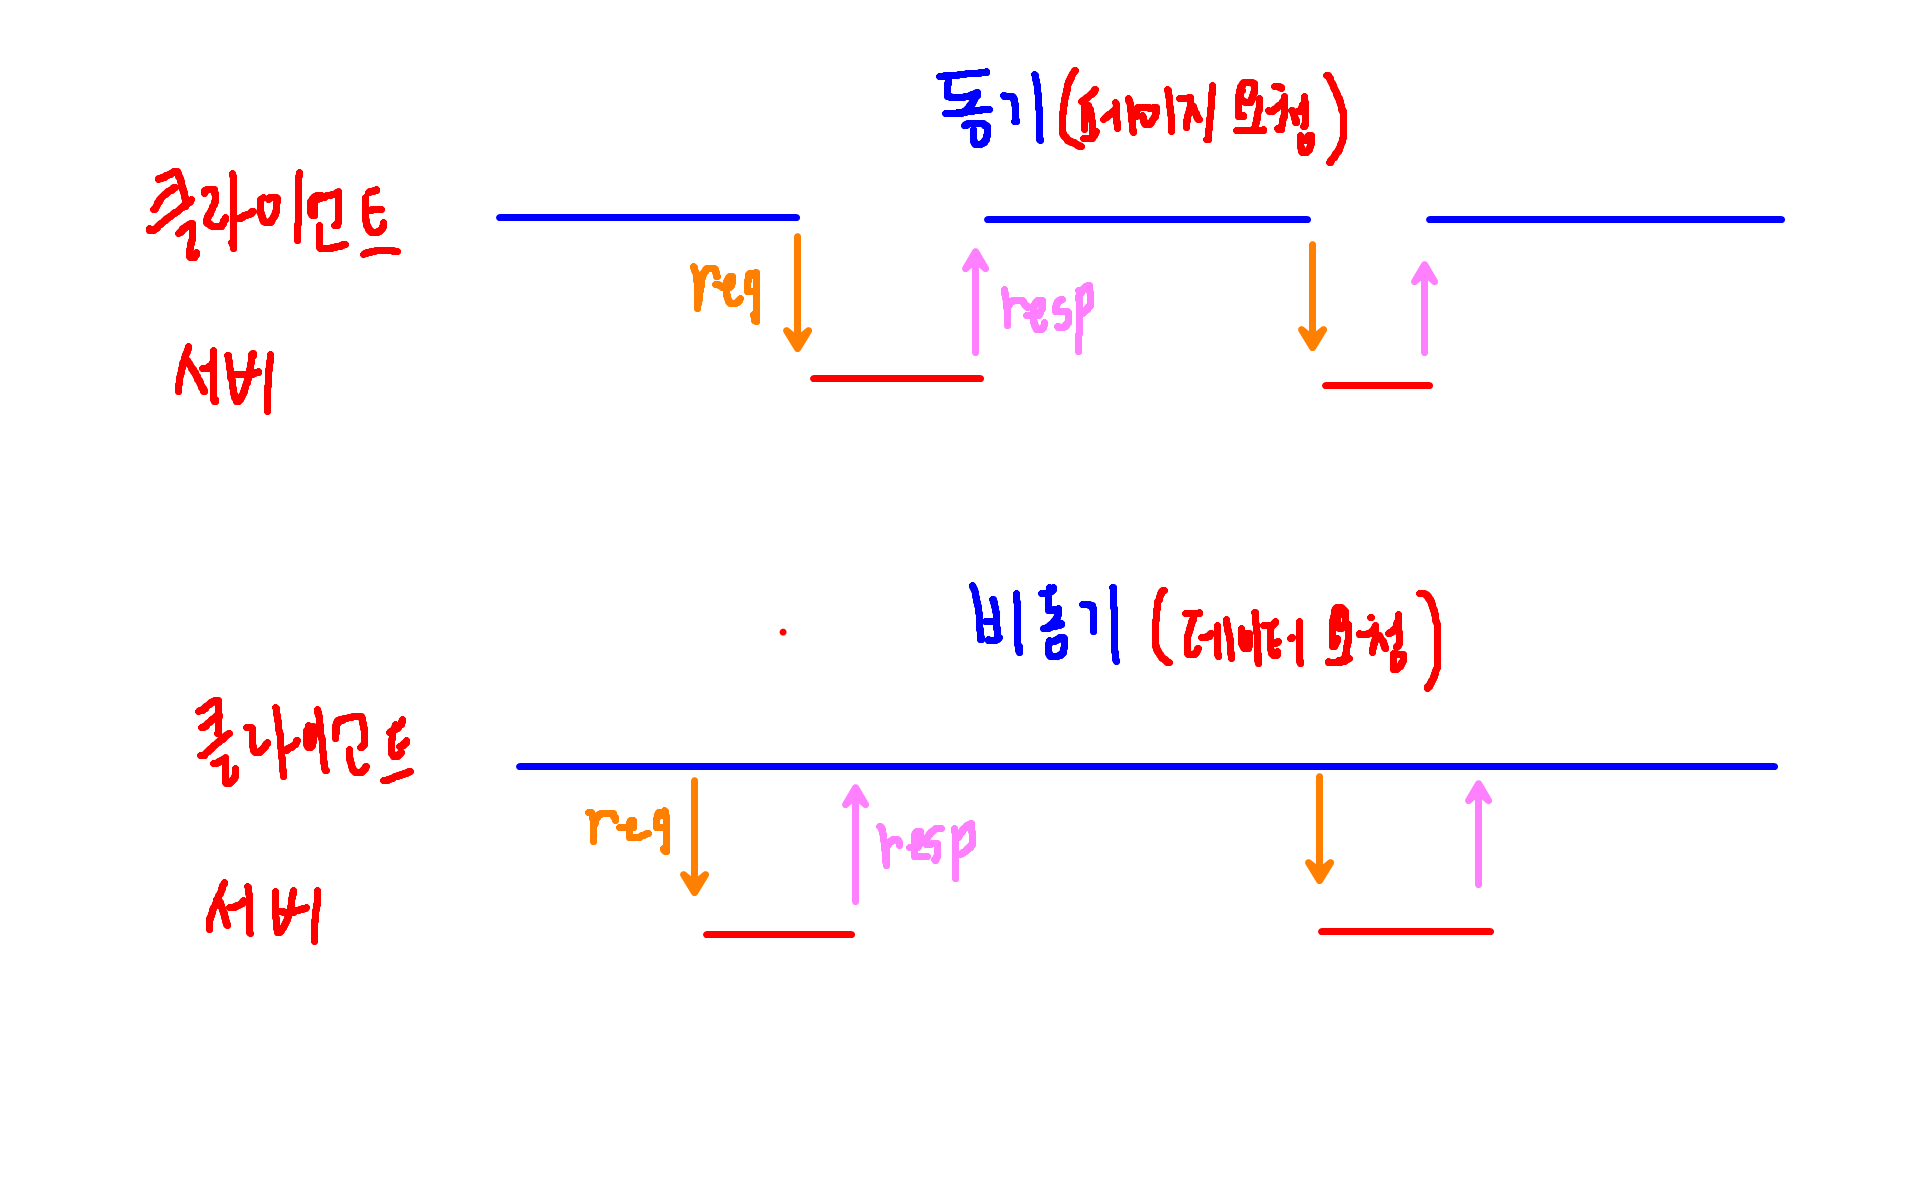 동기 (페이지 요청)
클라이언트
req
resp
서버
비동기 (데이터 요청)
클라이언트
req
resp
서버